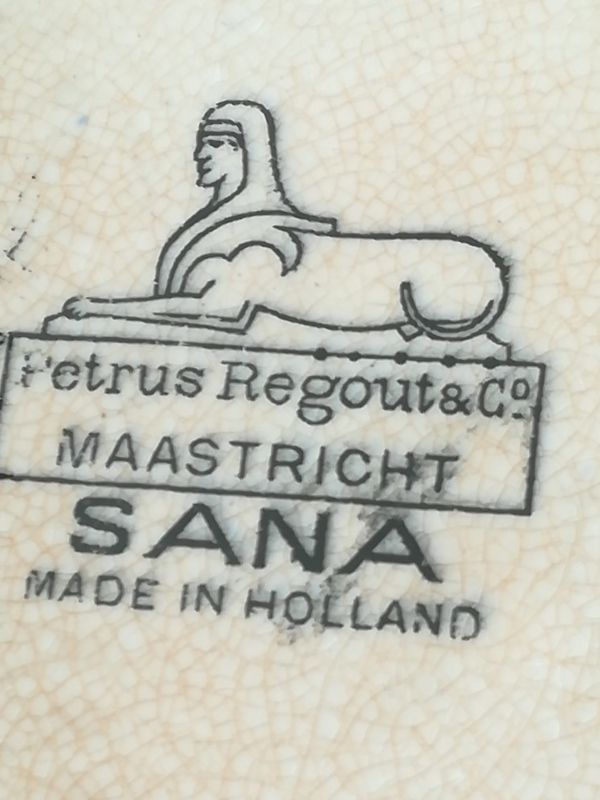 Petrus Regout & Cº
MAASTRICHT
SANA
MADE IN HOLLAND